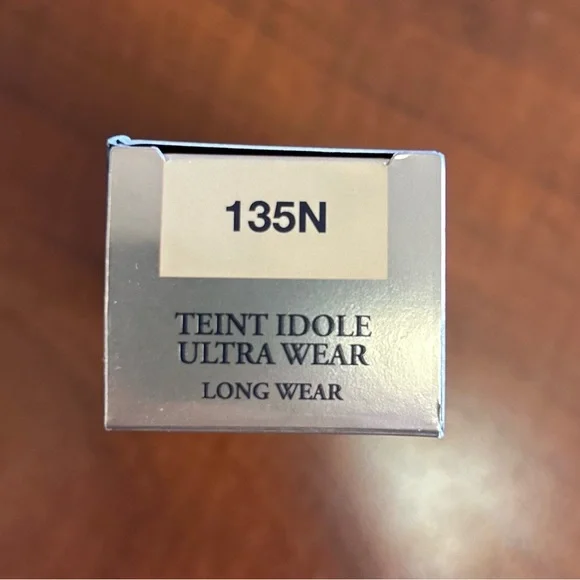 135N
TEINT IDOLE
ULTRA WEAR
LONG WEAR